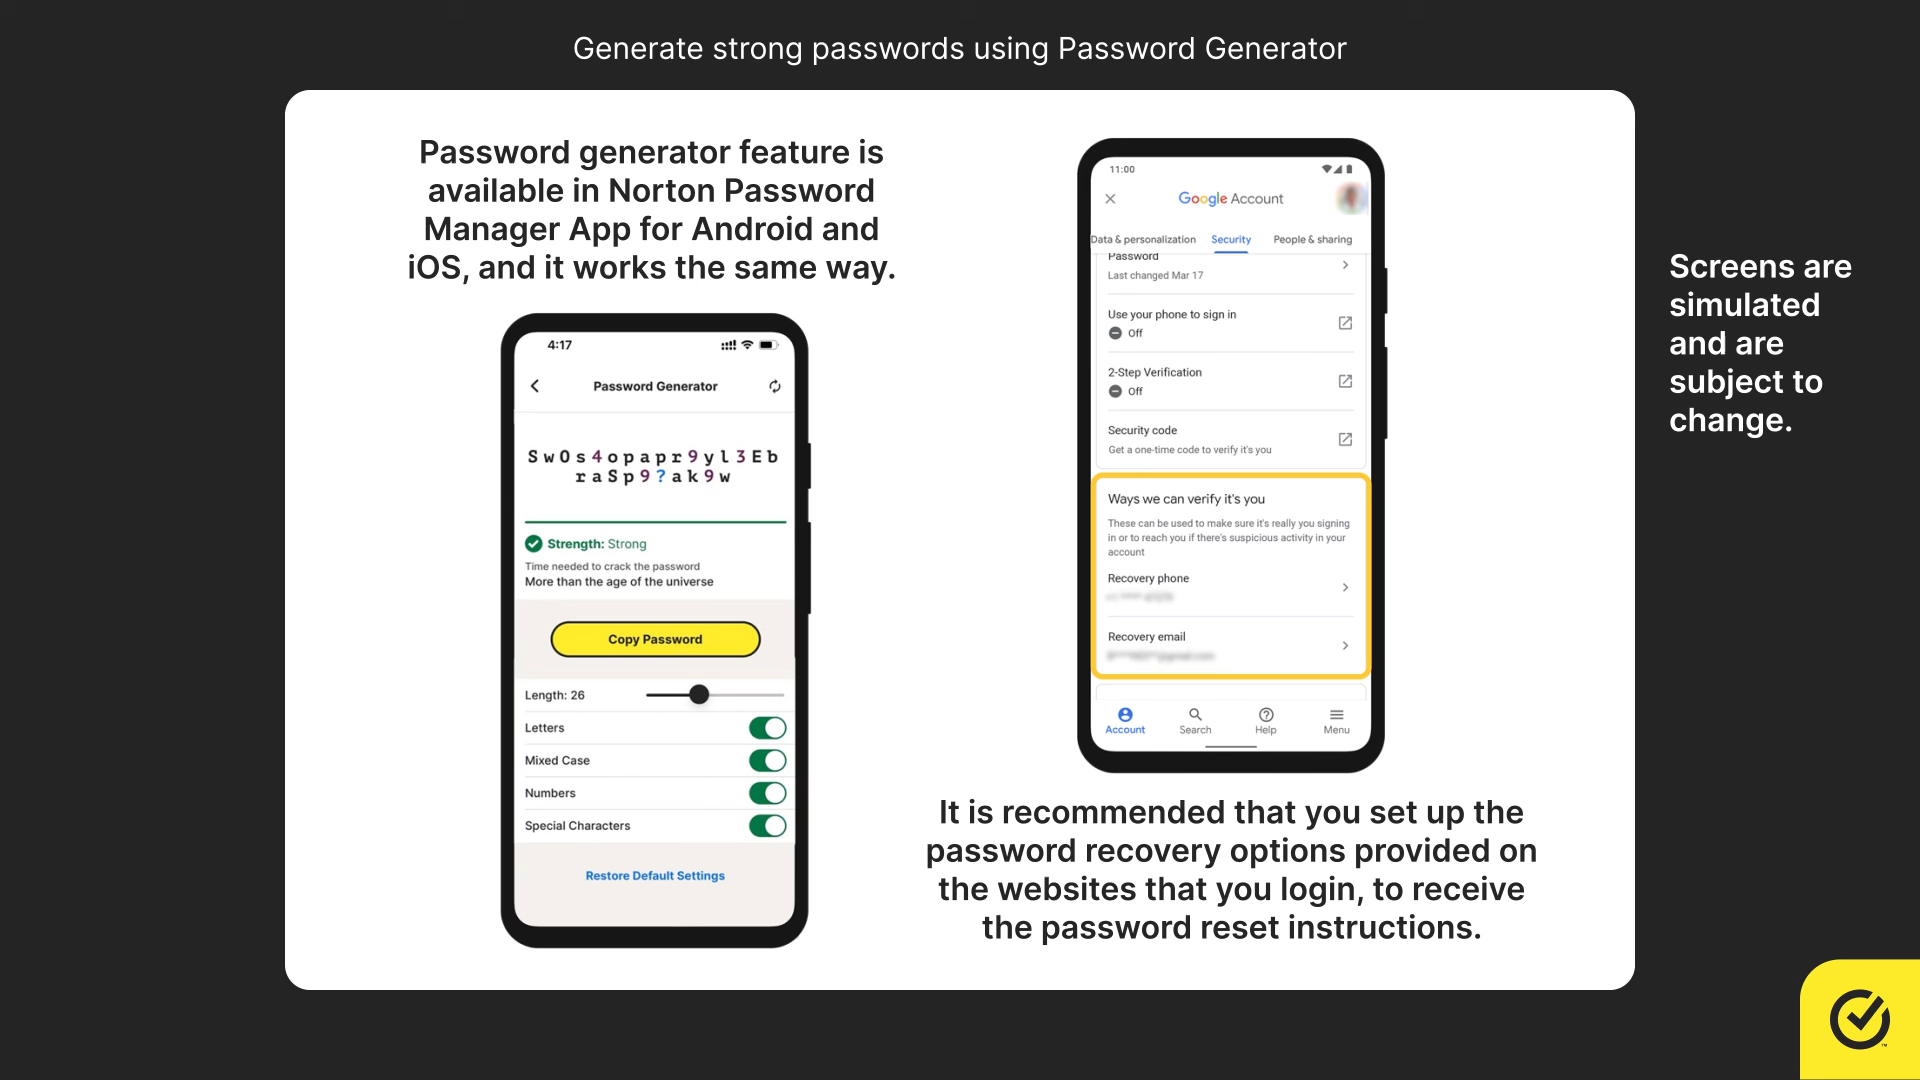 Generate strong passwords using Password Generator
Password generator feature is
available in Norton Password
Manager App for Android and
iOS, and it works the same way.
4:17
Password Generator
SwOs4opapr9yl3Eb
raSp9?ak9w
Strength: Strong
Time needed to crack the password
More than the age of the universe
Copy Password
Length: 26
Letters
Mixed Case
Numbers
Special Characters
Restore Default Settings
11:00
Google Account
Data & personalization Security People & sharing
Password
Last changed Mar 17
Use your phone to sign in
Off
2-Step Verification
Off
Security code
Get a one-time code to verify it's you
Ways we can verify it's you
These can be used to make sure it's really you signing
in or to reach you if there's suspicious activity in your
account
Recovery phone
Recovery email
Account Search Help Menu
It is recommended that you set up the
password recovery options provided on
the websites that you login, to receive
the password reset instructions.
Screens are
simulated
and are
subject to
change.